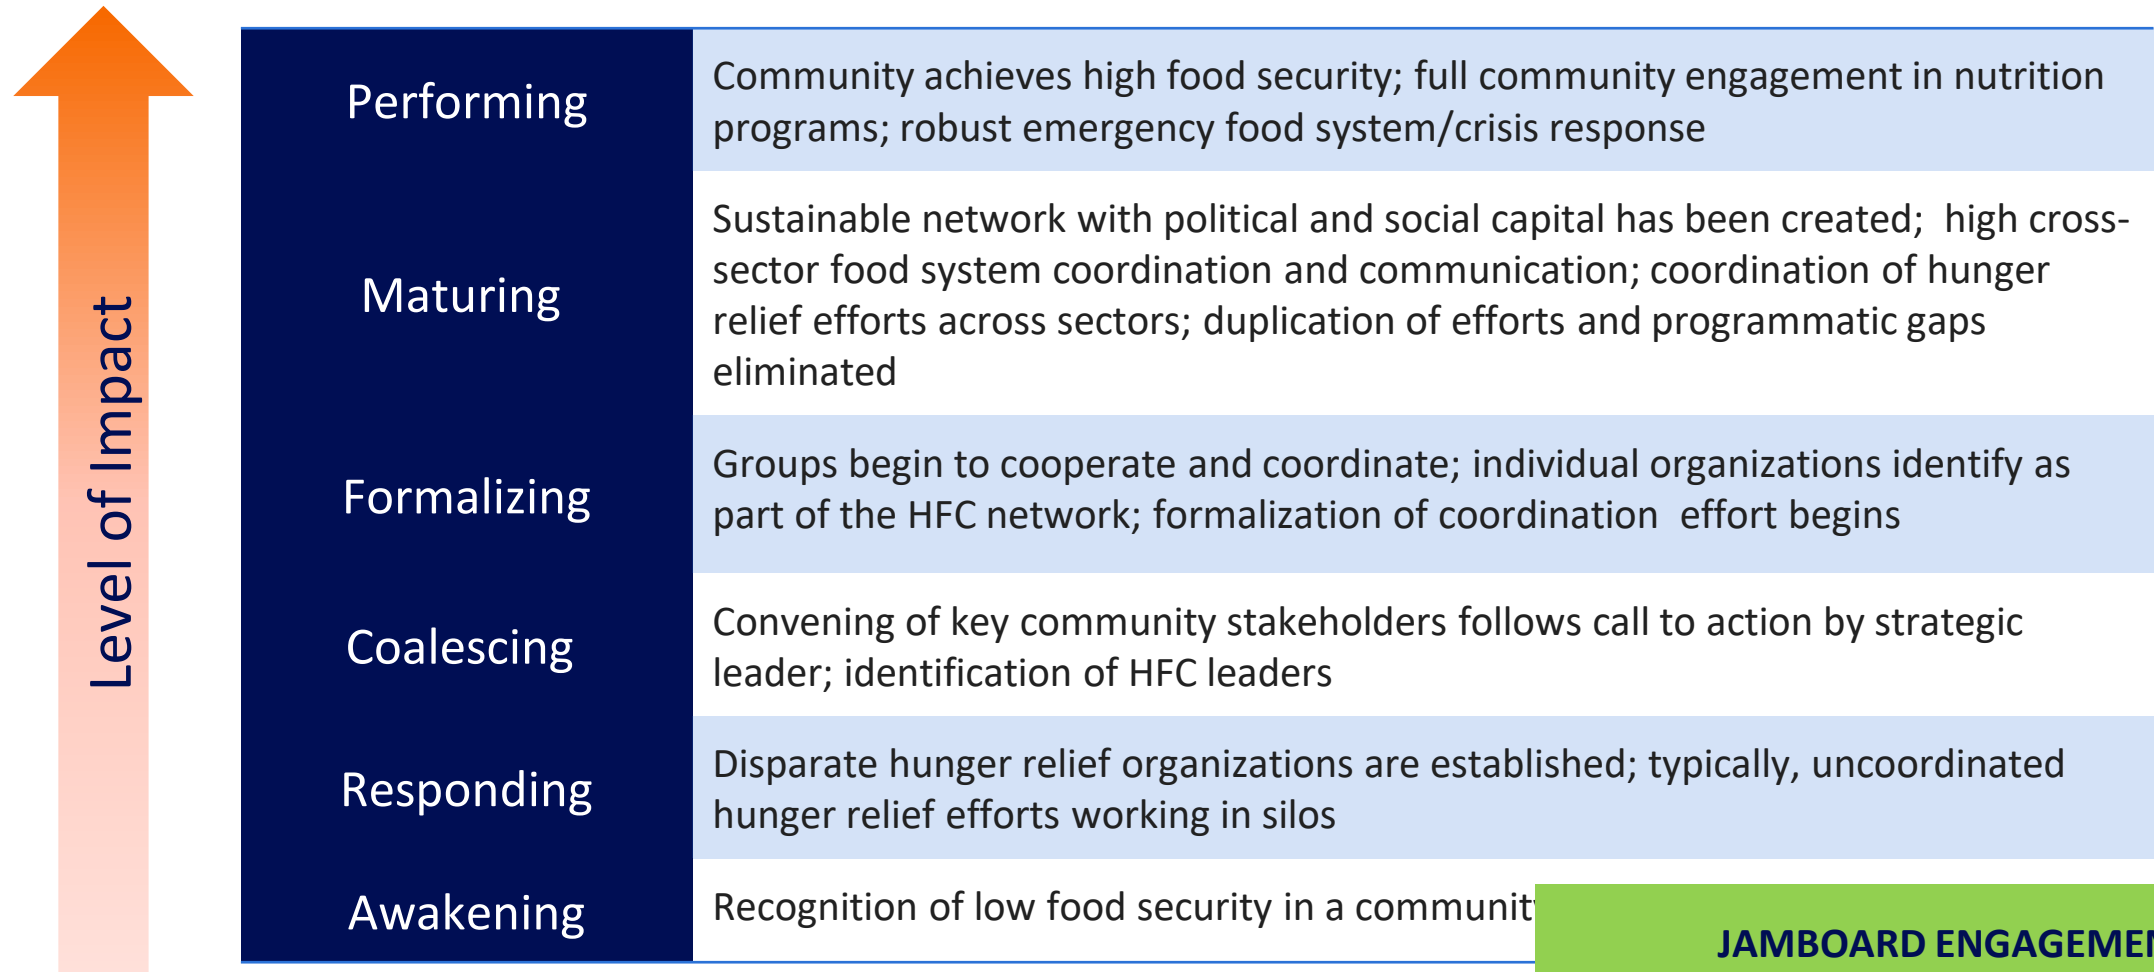 Level of Impact
Performing
Community achieves high food security; full community engagement in nutrition
programs; robust emergency food system/crisis response
Maturing
Sustainable network with political and social capital has been created;  high cross-
sector food system coordination and communication; coordination of hunger
relief efforts across sectors; duplication of efforts and programmatic gaps
eliminated
Formalizing
Groups begin to cooperate and coordinate; individual organizations identify as
part of the HFC network; formalization of coordination  effort begins
Coalescing
Convening of key community stakeholders follows call to action by strategic
leader; identification of HFC leaders
Responding
Disparate hunger relief organizations are established; typically, uncoordinated
hunger relief efforts working in silos
Awakening
Recognition of low food security in a
JAMBOARD